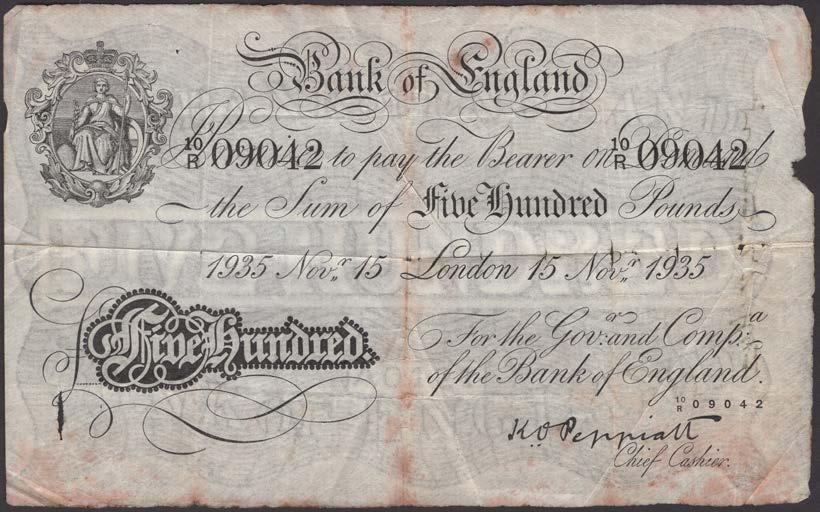 Bank of England
10/R 09042 10/R 09042
Promise to pay the Bearer on Demand
the Sum of Five Hundred Pounds
1935 Nov.r 15 London 15 Nov.r 1935
Five Hundred
For the Gov.r and Comp.a
of the Bank of England.
10/R 09042
K.O Peppiatt
Chief Cashier.